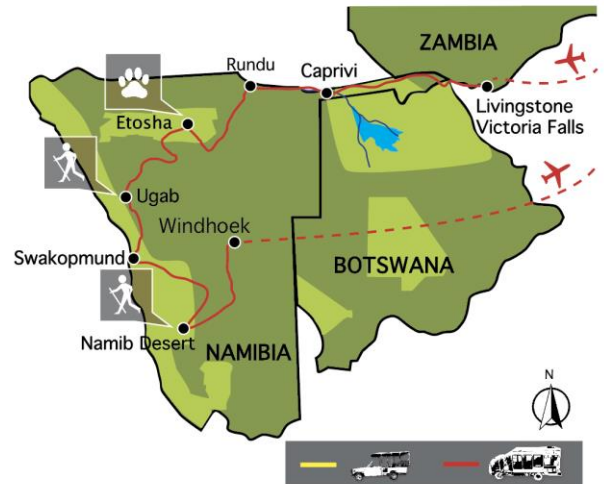 ZAMBIA
Rundu
Caprivi
Livingstone
Victoria Falls
Etosha
Ugab
Windhoek
Swakopmund
BOTSWANA
Namib Desert
NAMIBIA
N